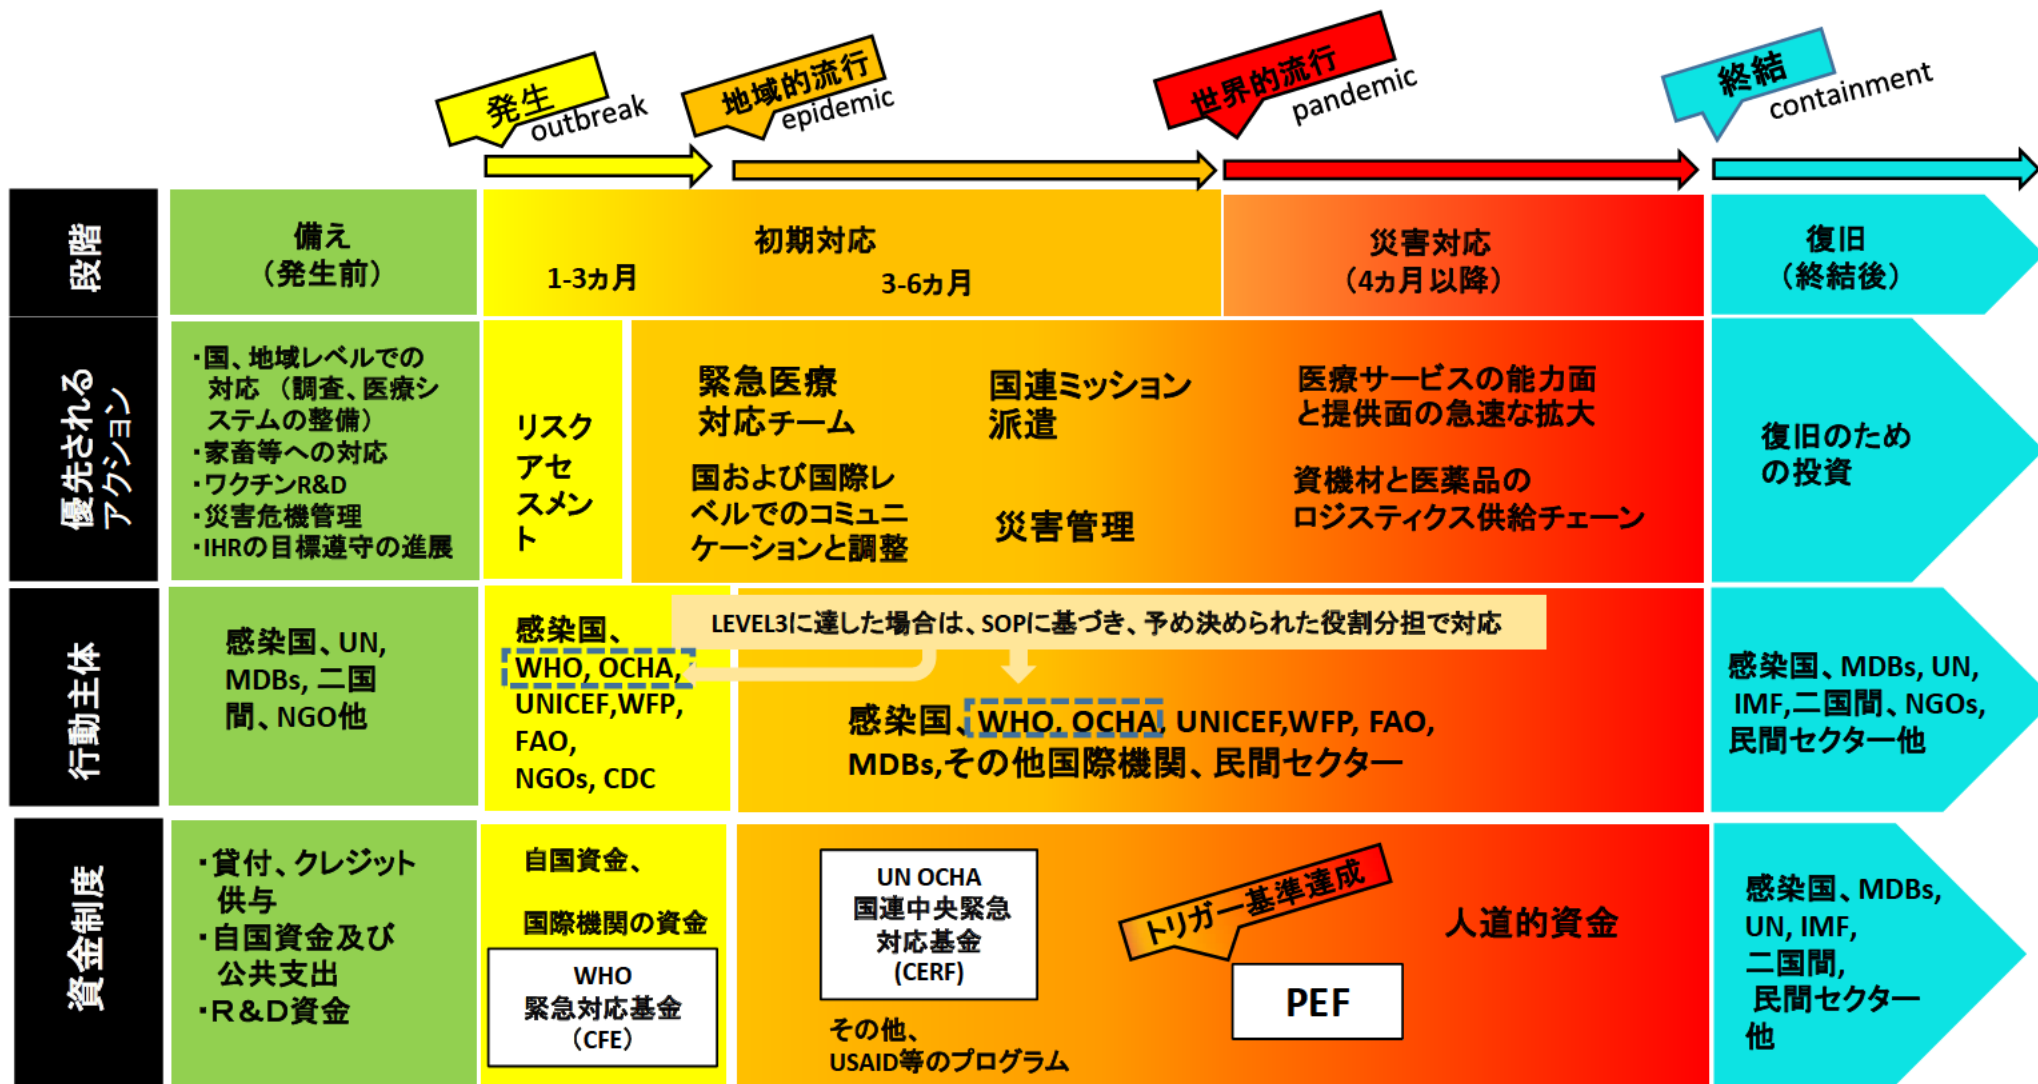 発生
outbreak
地域的流行
epidemic
世界的流行
pandemic
終結
containment
段階
備え
（発生前）
初期対応
1-3ヵ月
3-6ヵ月
災害対応
（4ヵ月以降）
復旧
（終結後）
優先される
アクション
・国、地域レベルでの
対応 （調査、医療シ
ステムの整備）
・家畜等への対応
・ワクチンR&D
・災害危機管理
・IHRの目標遵守の進展
リスク
アセ
スメン
ト
緊急医療
対応チーム
国および国際レ
ベルでのコミュニ
ケーションと調整
国連ミッション
派遣
災害管理
医療サービスの能力面
と提供面の急速な拡大
資機材と医薬品の
ロジスティクス供給チェーン
復旧のため
の投資
行動主体
感染国、UN,
MDBs, 二国
間、NGO他
感染国、
WHO, OCHA,
UNICEF,WFP,
FAO,
NGOs, CDC
LEVEL3に達した場合は、SOPに基づき、予め決められた役割分担で対応
感染国、WHO, OCHA, UNICEF,WFP, FAO,
MDBs,その他国際機関、民間セクター
感染国、MDBs, UN,
IMF,二国間、NGOs,
民間セクター他
資金制度
・貸付、クレジット
供与
・自国資金及び
公共支出
・R＆D資金
自国資金、
国際機関の資金
WHO
緊急対応基金
（CFE）
UN OCHA
国連中央緊急
対応基金
(CERF)
その他、
USAID等のプログラム
トリガー基準達成
PEF
人道的資金
感染国、MDBs,
UN, IMF,
二国間,
民間セクター
他